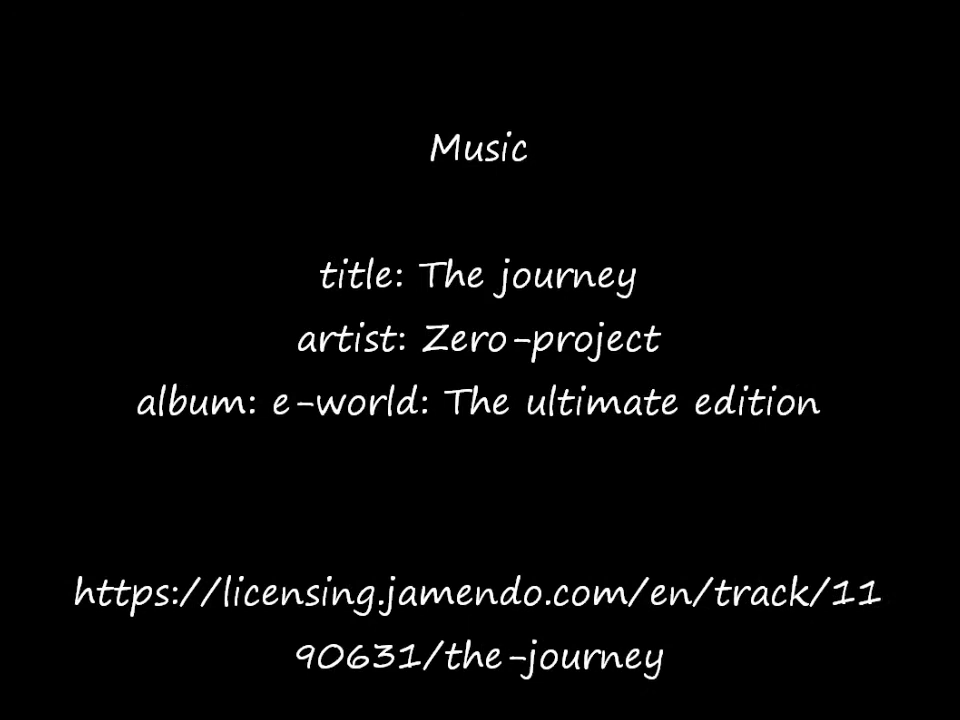 Music
title: The journey
artist: Zero-project
album: e-world: The ultimate edition
https://licensing.jamendo.com/en/track/11
90631/the-journey